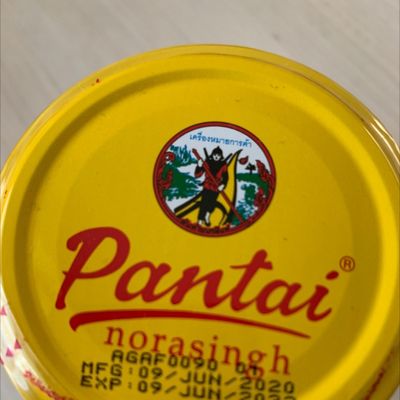 เครื่องหมายการค้า
Pantai®
norasingh
AGAF0090 01
MFG:09/JUN/2020
EXP:09/JUN/